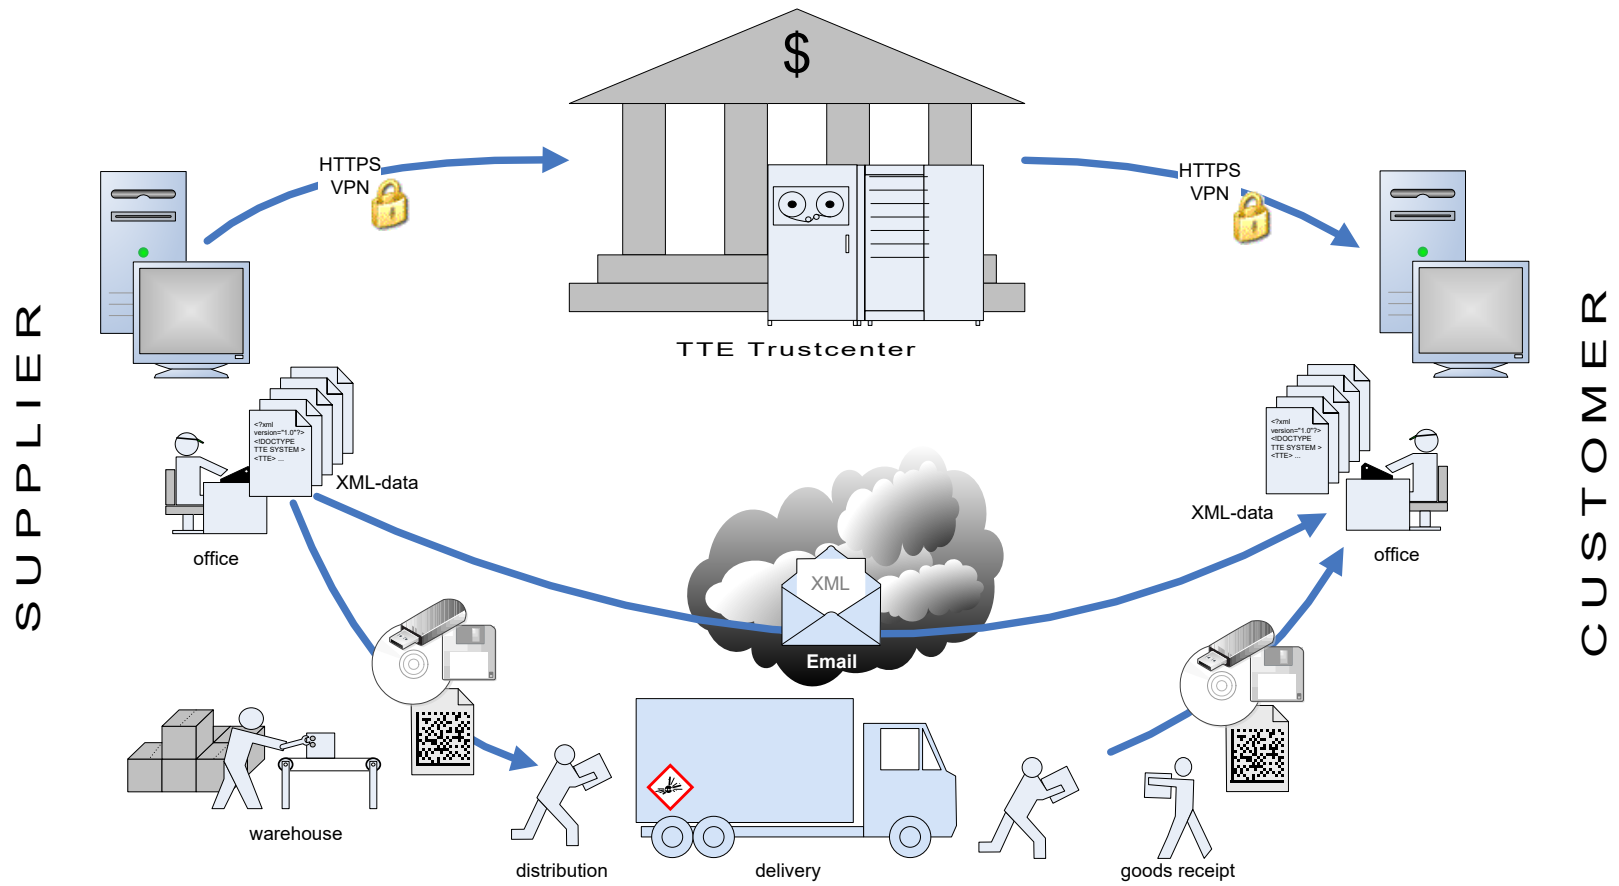 $
HTTPS
VPN
HTTPS
VPN
TTE Trustcenter
SUPPLIER
CUSTOMER
<?xml
version="1.0"?>
<!DOCTYPE
TTE SYSTEM >
<TTE> ...
XML-data
office
<?xml
version="1.0"?>
<!DOCTYPE
TTE SYSTEM >
<TTE> ...
XML-data
office
XML
Email
warehouse
distribution
delivery
goods receipt